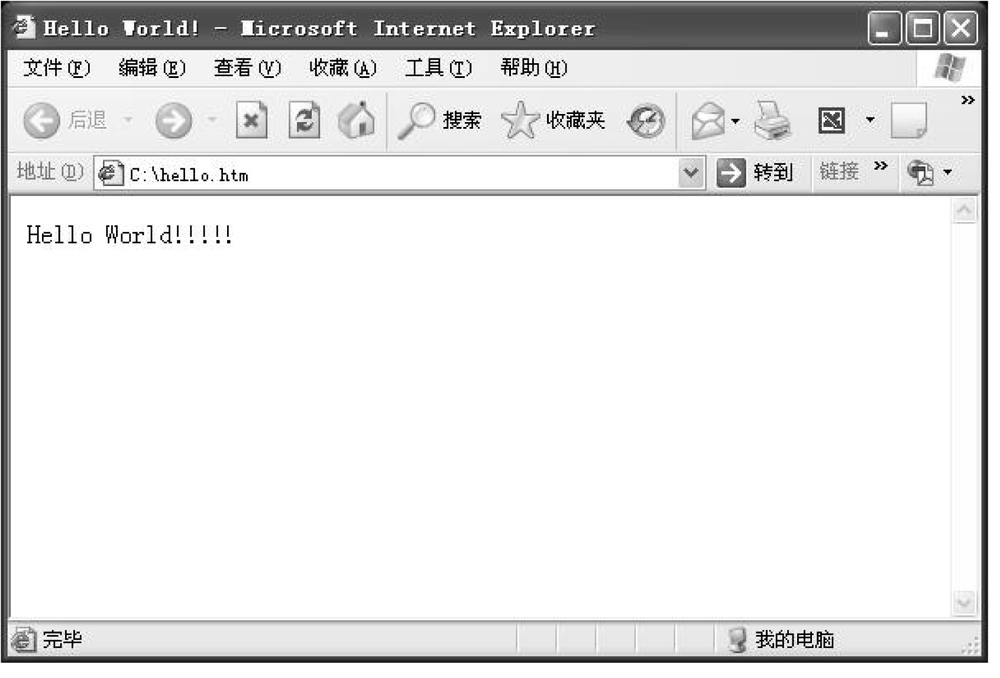 Hello World! - Microsoft Internet Explorer
文件(F) 编辑(E) 查看(V) 收藏(A) 工具(T) 帮助(H)
后退 搜索 收藏夹 »
地址(D) C:\hello.htm 转到 链接 »
Hello World!!!!!
完毕 我的电脑